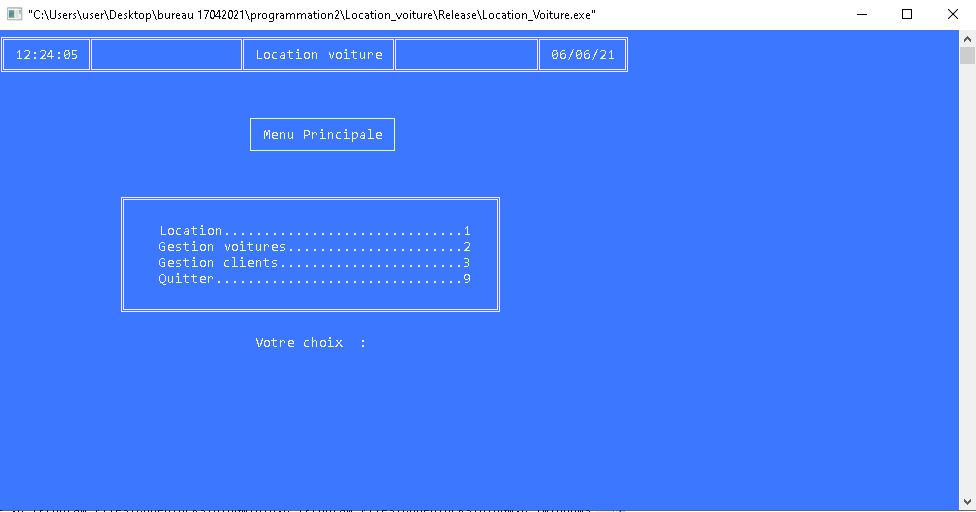 "C:\Users\user\Desktop\bureau 17042021\programmation2\Location_voiture\Release\Location_Voiture.exe"
12:24:05 Location voiture 06/06/21
Menu Principale
Location..............................1
Gestion voitures......................2
Gestion clients.......................3
Quitter...............................9
Votre choix :